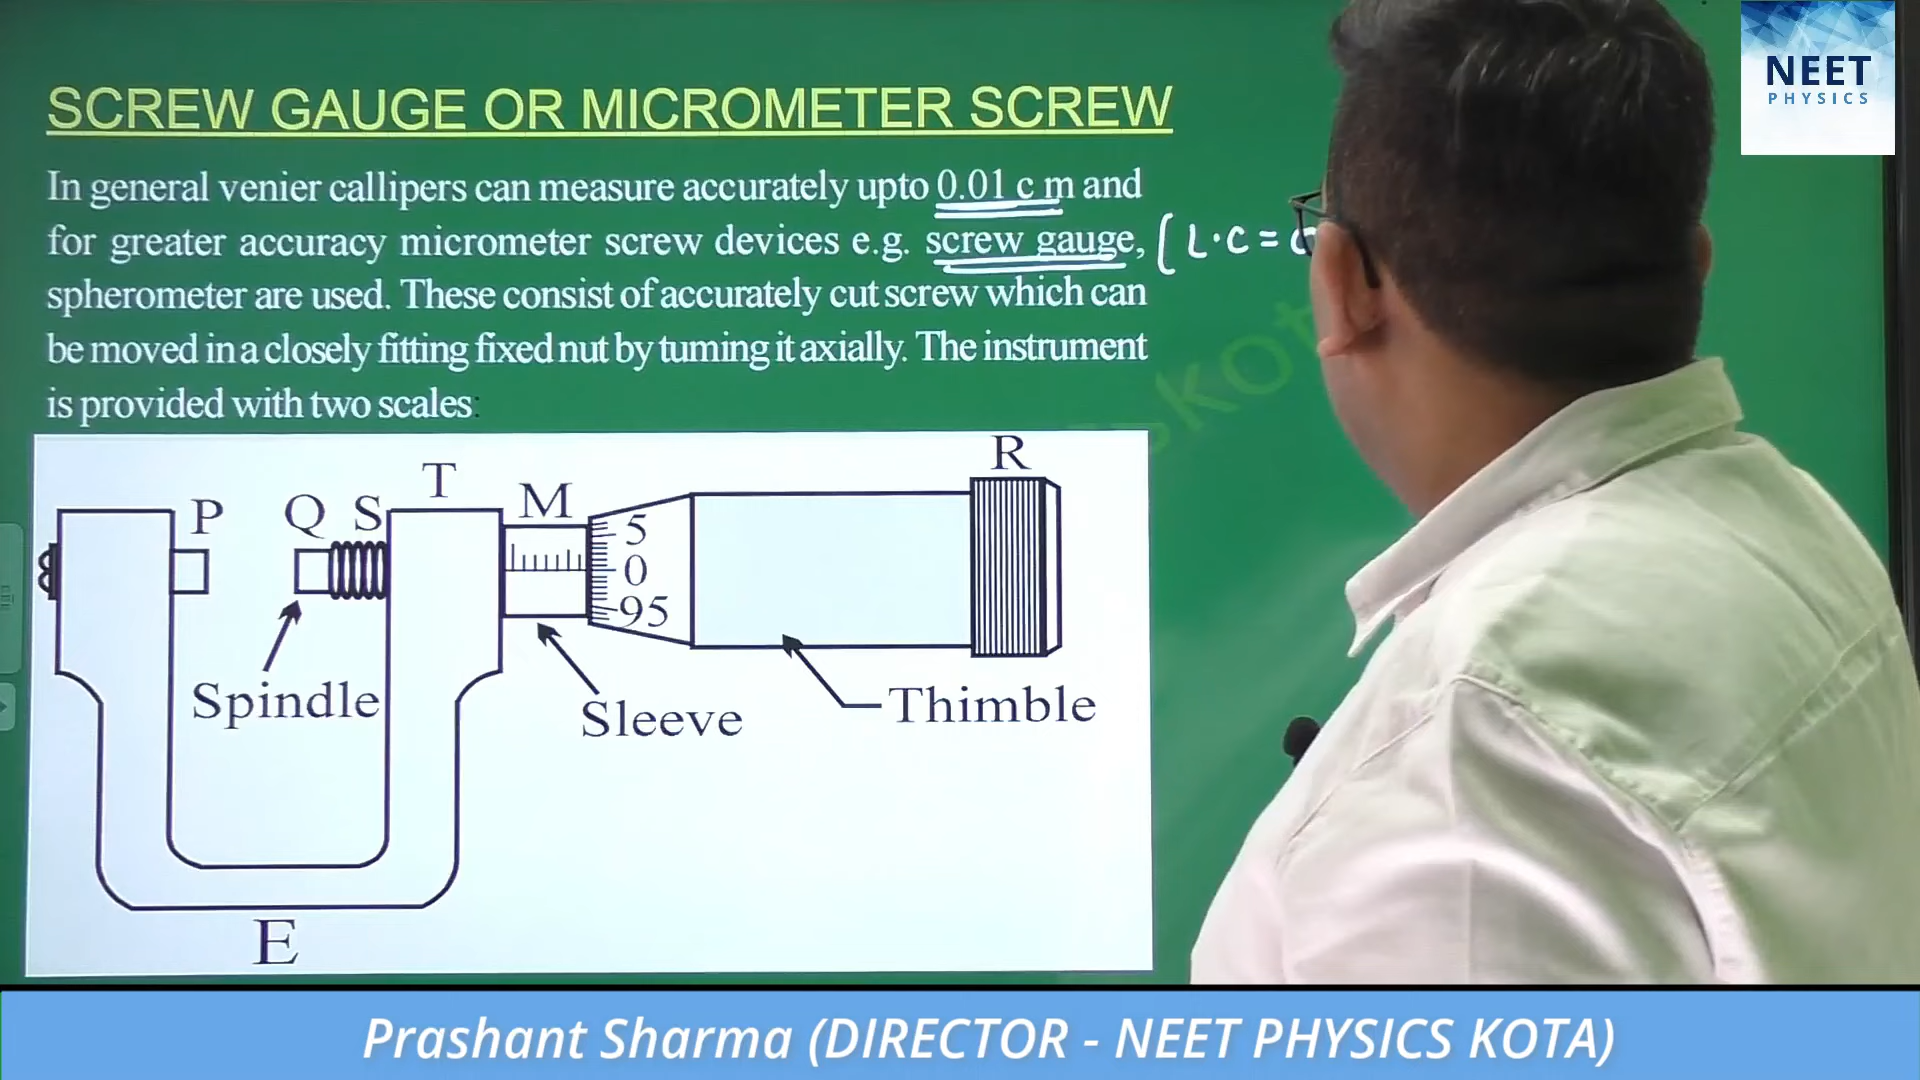 NEET
PHYSICS
SCREW GAUGE OR MICROMETER SCREW
In general venier callipers can measure accurately upto 0.01 c m and
for greater accuracy micrometer screw devices e.g. screw gauge, [ L·C =
spherometer are used. These consist of accurately cut screw which can
be moved in a closely fitting fixed nut by tuming it axially. The instrument
is provided with two scales:
R
T
M
P Q S
5
0
95
Spindle
Sleeve
Thimble
E
Prashant Sharma (DIRECTOR - NEET PHYSICS KOTA)